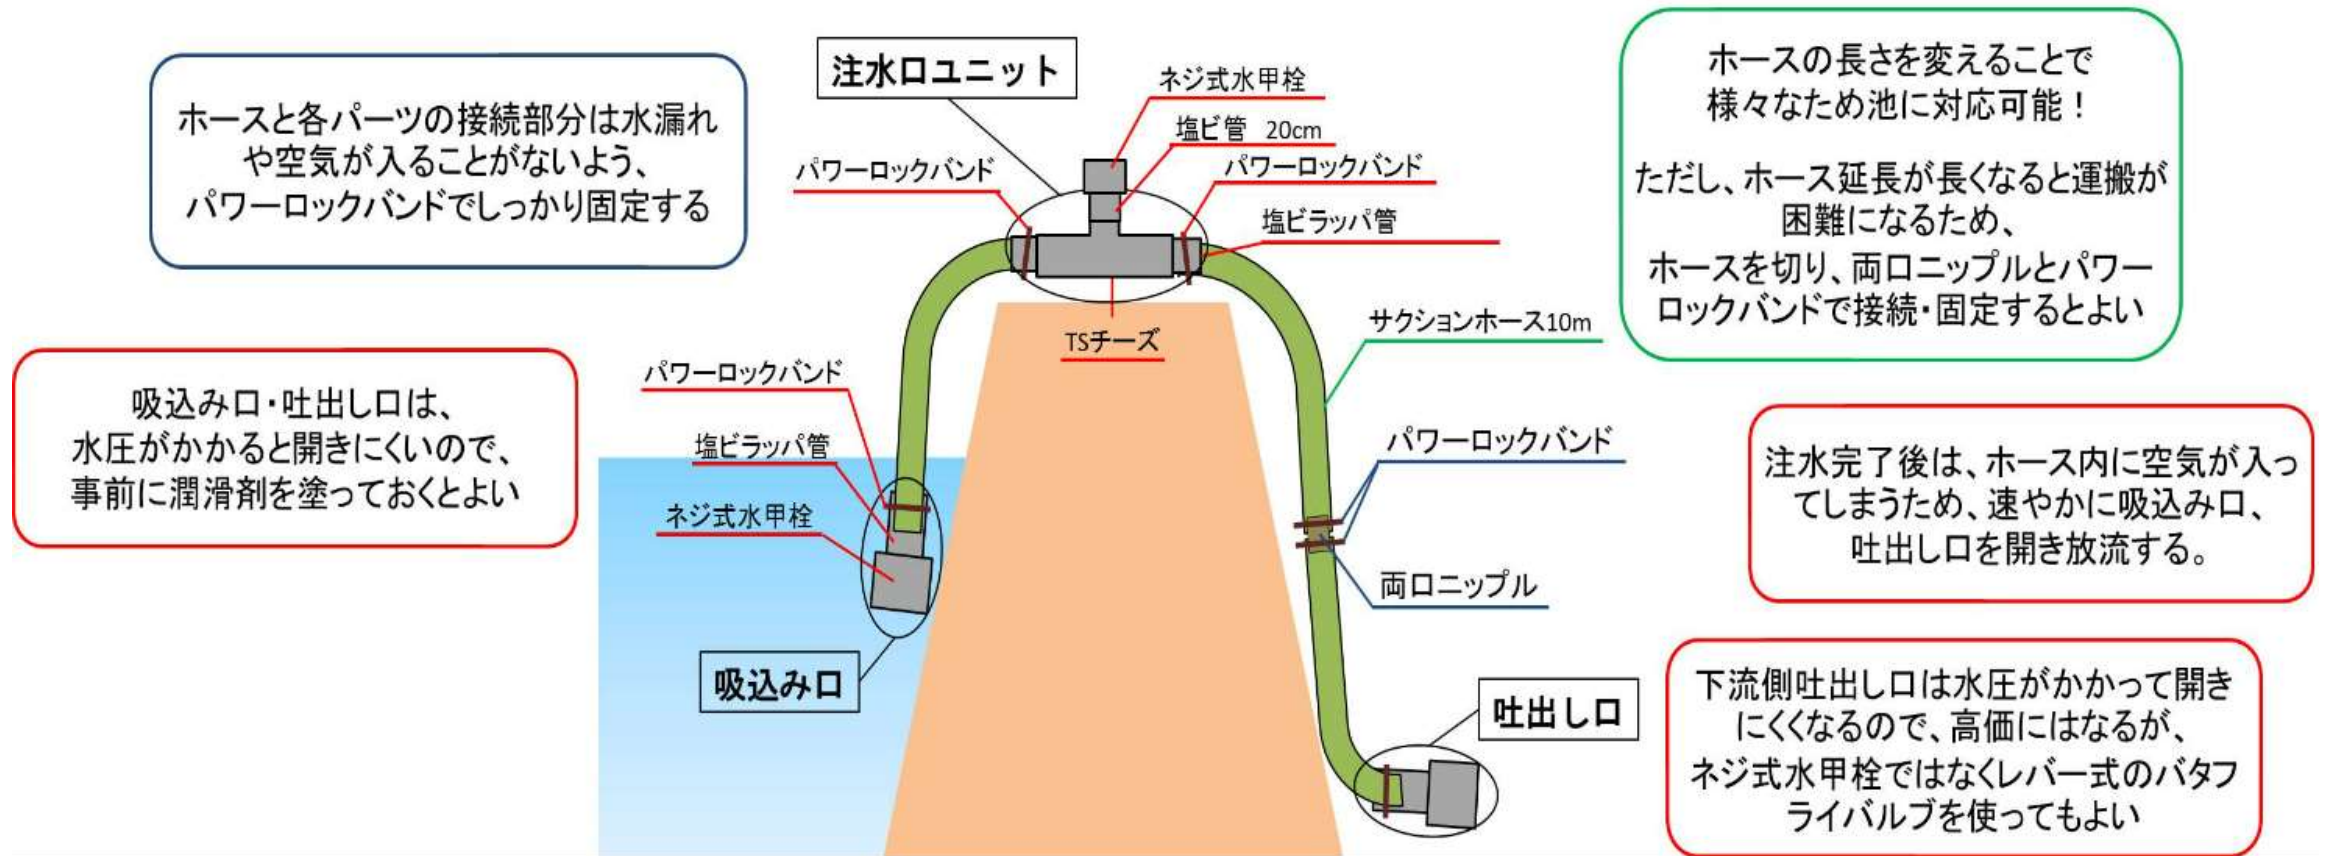 ホースと各パーツの接続部分は水漏れ
や空気が入ることがないよう、
パワーロックバンドでしっかり固定する
吸込み口・吐出し口は、
水圧がかかると開きにくいので、
事前に潤滑剤を塗っておくとよい
注水口ユニット
ネジ式水甲栓
塩ビ管 20cm
パワーロックバンド
パワーロックバンド
塩ビラッパ管
TSチーズ
サクションホース10m
パワーロックバンド
塩ビラッパ管
ネジ式水甲栓
吸込み口
パワーロックバンド
両口ニップル
吐出し口
ホースの長さを変えることで
様々なため池に対応可能！
ただし、ホース延長が長くなると運搬が
困難になるため、
ホースを切り、両口ニップルとパワー
ロックバンドで接続・固定するとよい
注水完了後は、ホース内に空気が入っ
てしまうため、速やかに吸込み口、
吐出し口を開き放流する。
下流側吐出し口は水圧がかかって開き
にくくなるので、高価にはなるが、
ネジ式水甲栓ではなくレバー式のバタフ
ライバルブを使ってもよい